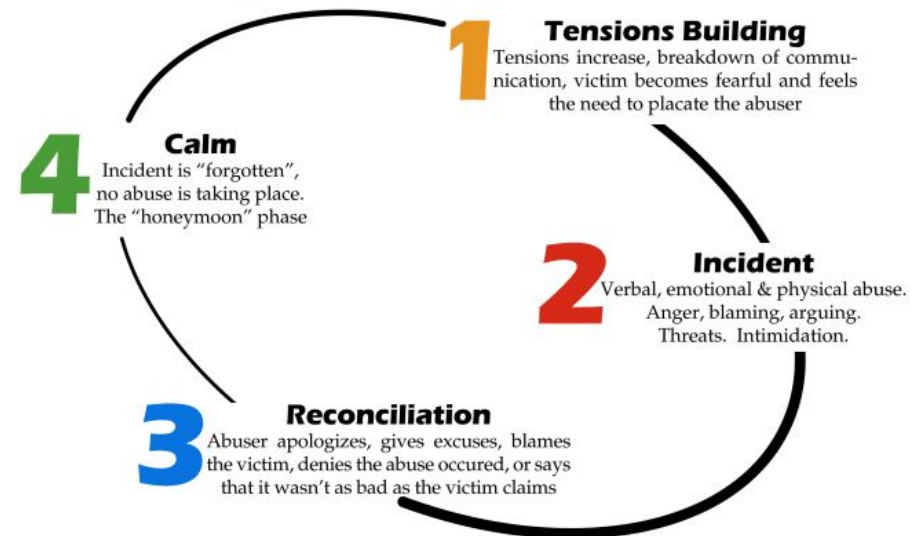 1
Tensions Building
Tensions increase, breakdown of commu-
nication, victim becomes fearful and feels
the need to placate the abuser
2
Incident
Verbal, emotional & physical abuse.
Anger, blaming, arguing.
Threats. Intimidation.
3
Reconciliation
Abuser apologizes, gives excuses, blames
the victim, denies the abuse occured, or says
that it wasn't as bad as the victim claims
4
Calm
Incident is “forgotten”,
no abuse is taking place.
The “honeymoon” phase